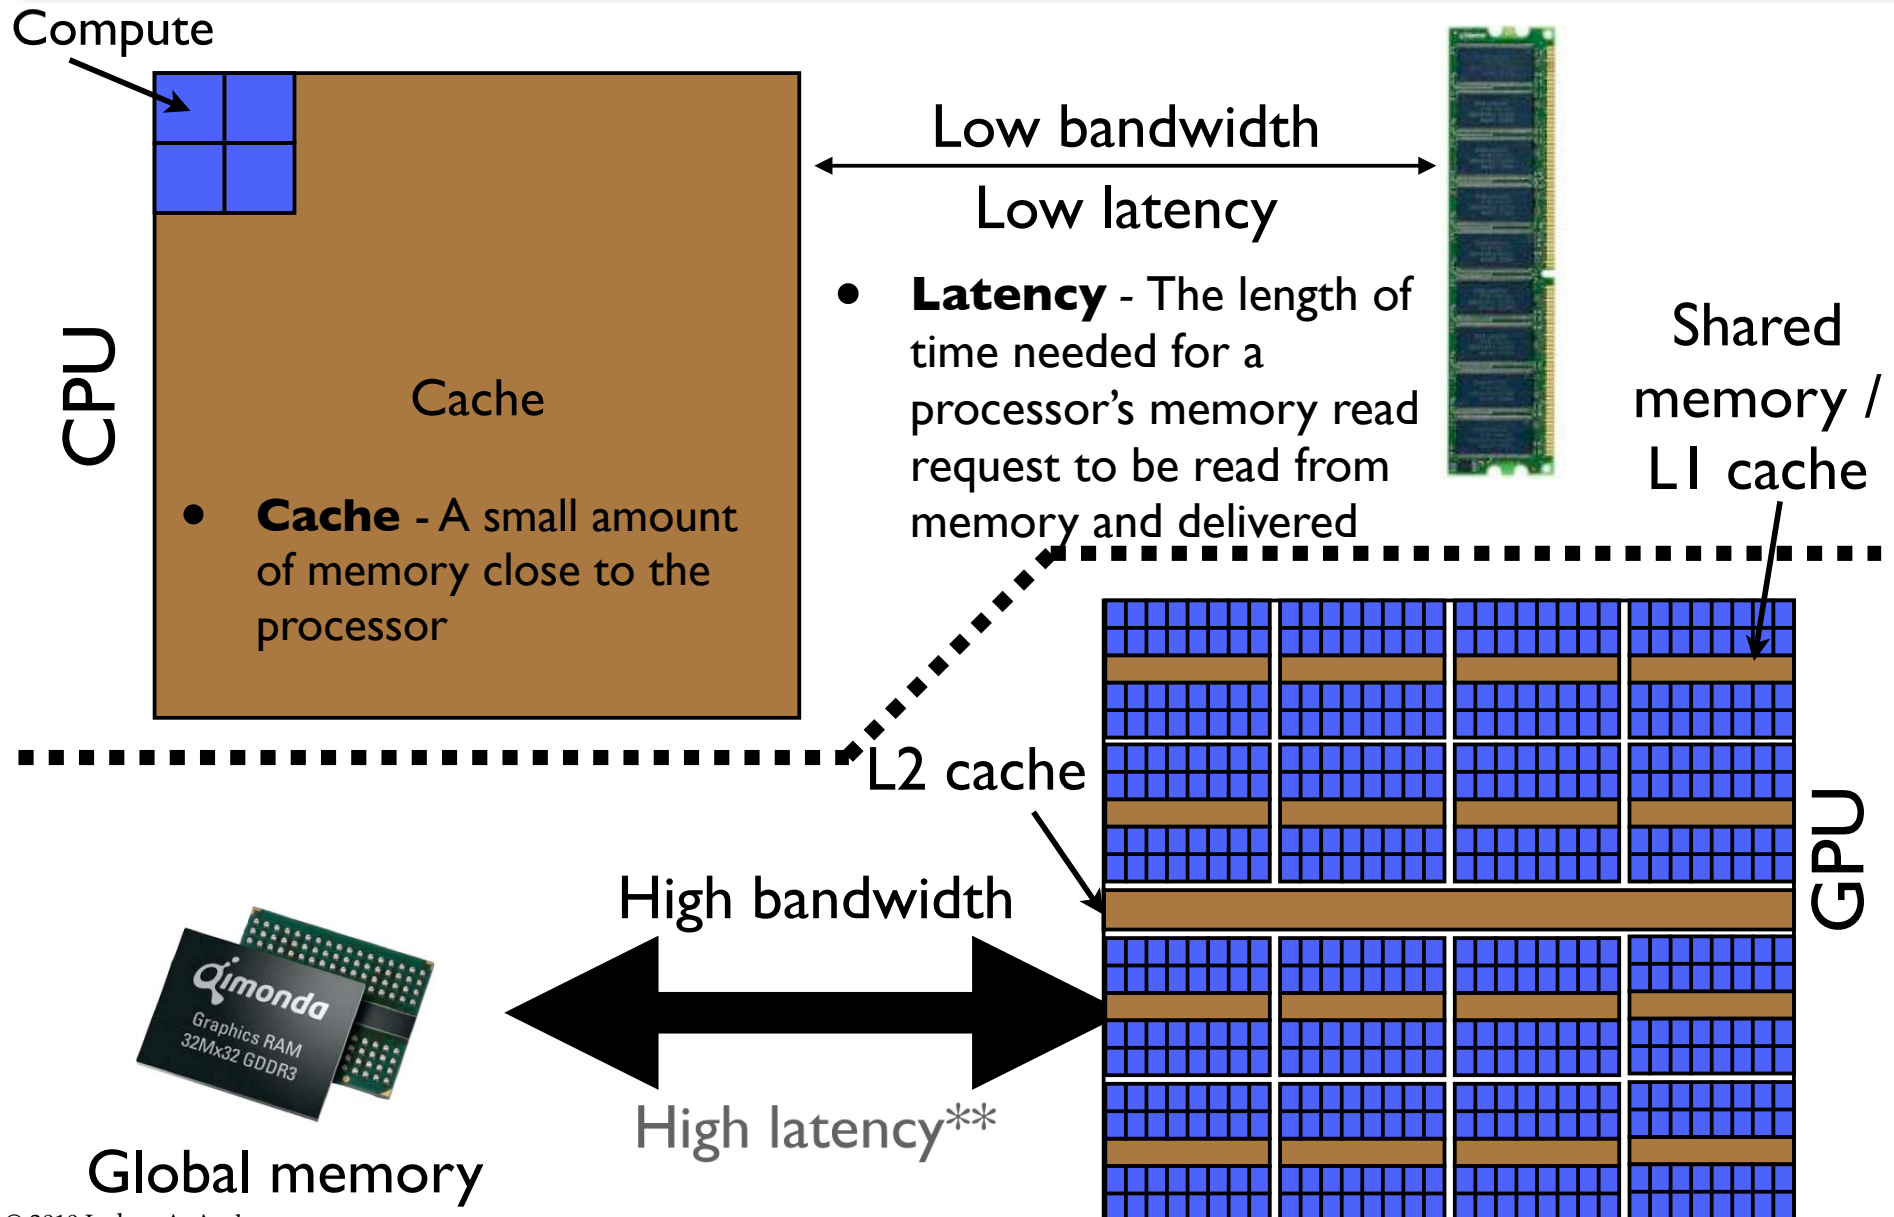 Compute
CPU
Cache
• Cache - A small amount
of memory close to the
processor
Low bandwidth
Low latency
• Latency - The length of
time needed for a
processor's memory read
request to be read from
memory and delivered
Shared
memory /
L1 cache
L2 cache
GPU
High bandwidth
High latency**
Qimonda
Graphics RAM
32Mx32 GDDR3
Global memory